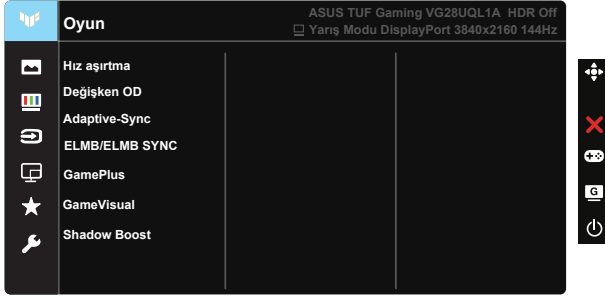 Oyun
ASUS TUF Gaming VG28UQL1A HDR Off
Yarış Modu DisplayPort 3840x2160 144Hz
Hız aşırtma
Değişken OD
Adaptive-Sync
ELMB/ELMB SYNC
GamePlus
GameVisual
Shadow Boost
G